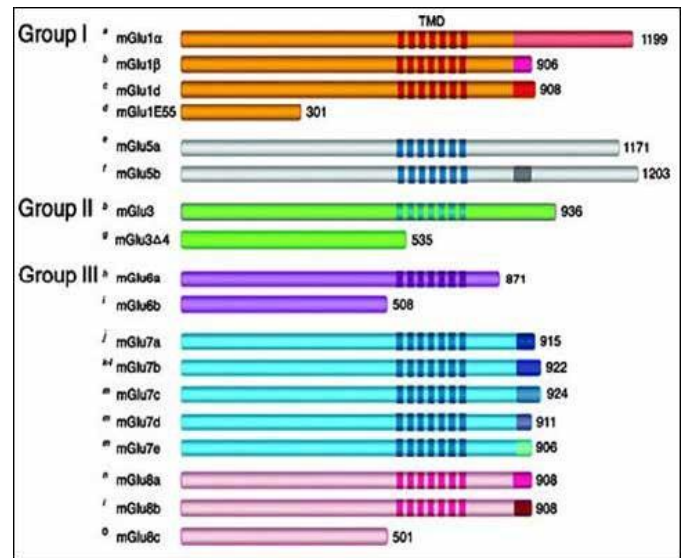 TMD
Group I a mGlu1α 1199
b mGlu1β 906
c mGlu1d 908
d mGlu1E55 301
e mGlu5a 1171
f mGlu5b 1203
Group II b mGlu3 936
g mGlu3Δ4 535
Group III h mGlu6a 871
i mGlu6b 508
j mGlu7a 915
k-l mGlu7b 922
m mGlu7c 924
m mGlu7d 911
m mGlu7e 906
n mGlu8a 908
i mGlu8b 908
o mGlu8c 501